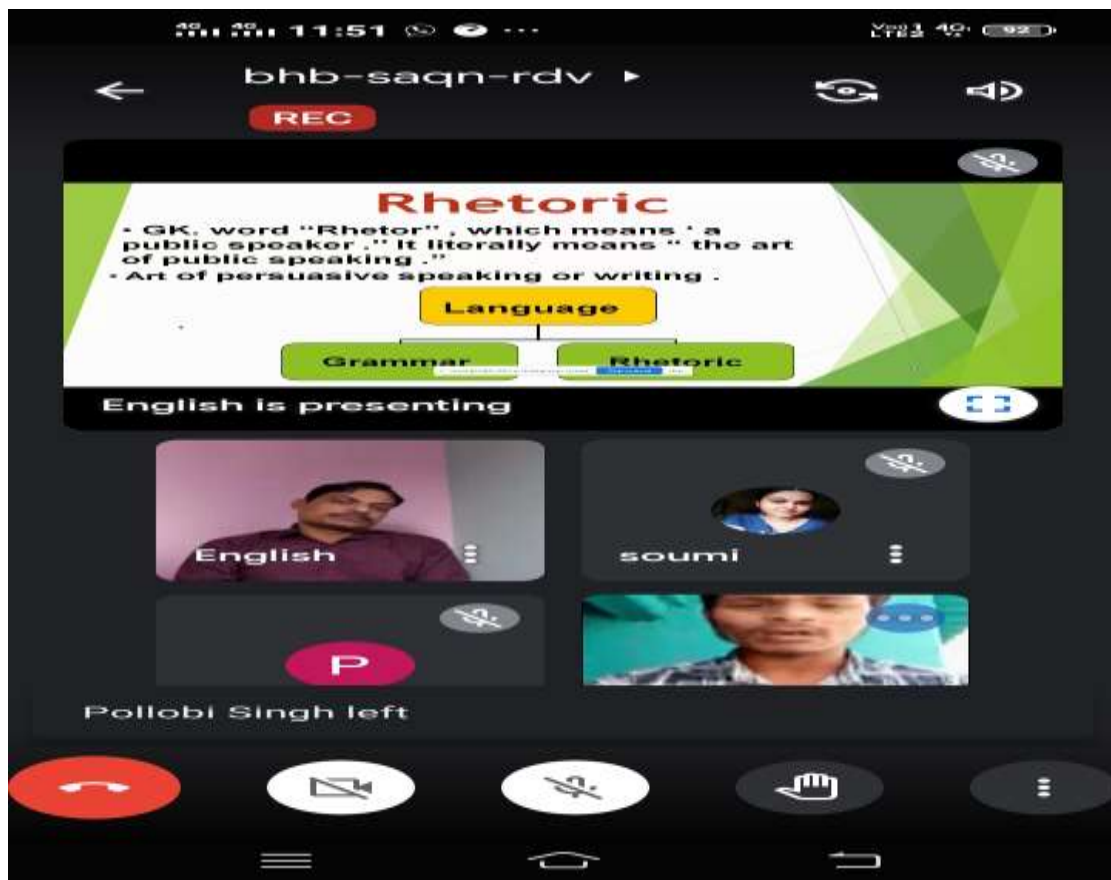 11:51 ...
4G 92
bhb-saqn-rdv
REC
Rhetoric
• GK. word "Rhetor" , which means ' a
public speaker ." It literally means " the art
of public speaking ."
• Art of persuasive speaking or writing .
Language
Grammar Rhetoric
English is presenting
English
soumi
P
Pollobi Singh left